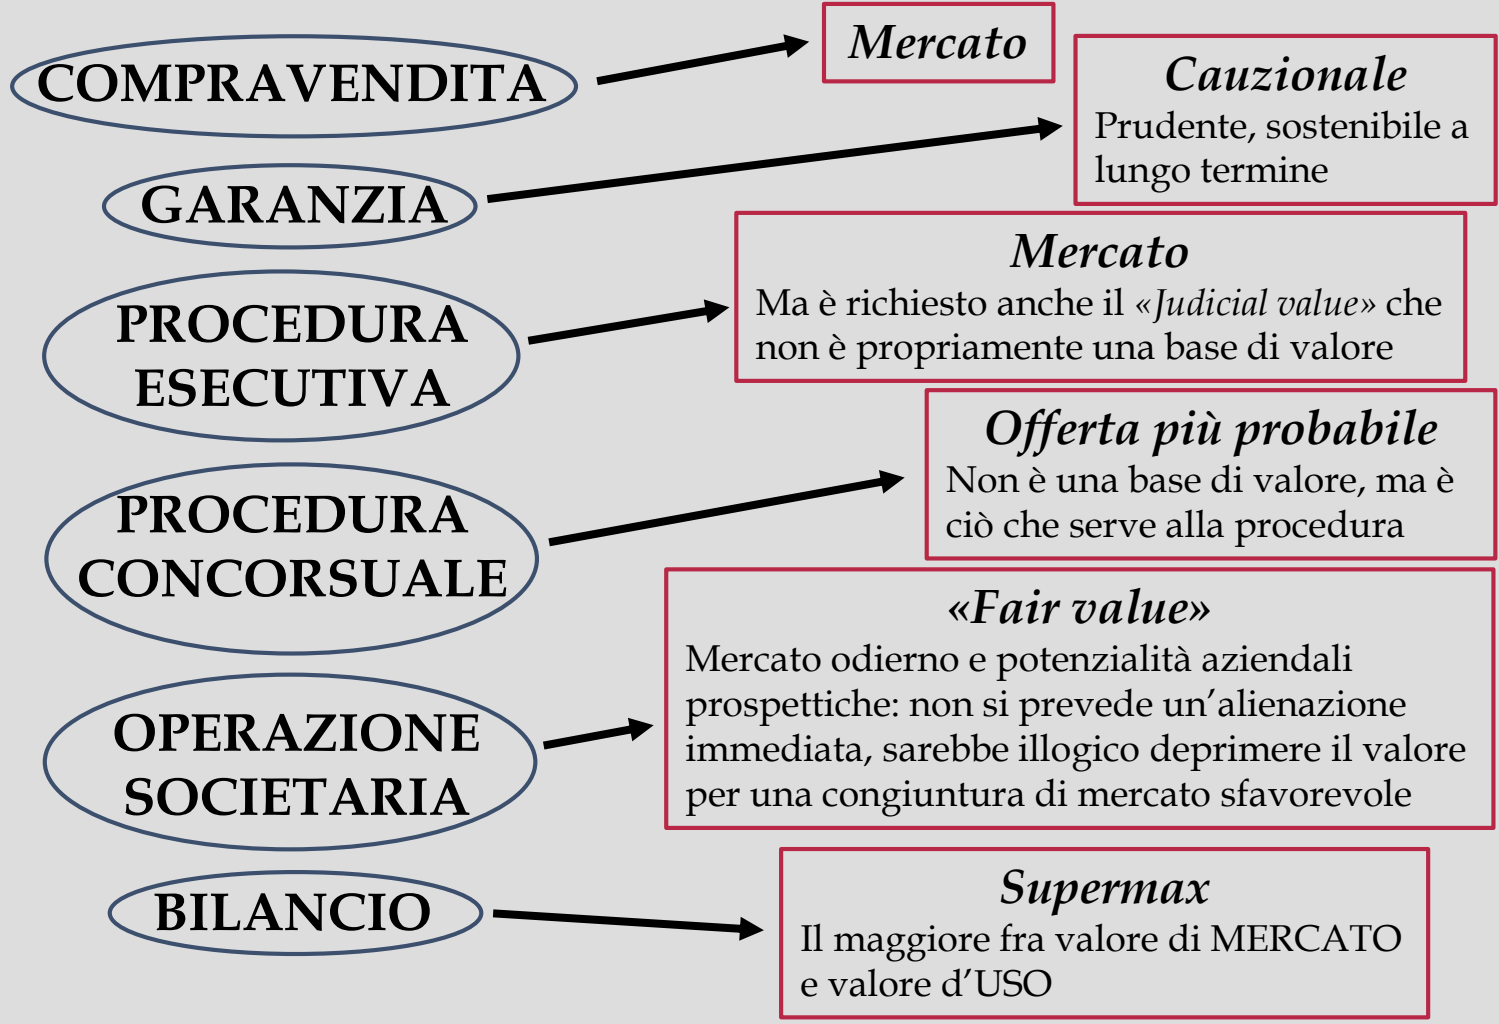 COMPRAVENDITA
Mercato
GARANZIA
Cauzionale
Prudente, sostenibile a
lungo termine
PROCEDURA
ESECUTIVA
Mercato
Ma è richiesto anche il «Judicial value» che
non è propriamente una base di valore
PROCEDURA
CONCORSUALE
Offerta più probabile
Non è una base di valore, ma è
ciò che serve alla procedura
OPERAZIONE
SOCIETARIA
«Fair value»
Mercato odierno e potenzialità aziendali
prospettiche: non si prevede un’alienazione
immediata, sarebbe illogico deprimere il valore
per una congiuntura di mercato sfavorevole
BILANCIO
Supermax
Il maggiore fra valore di MERCATO
e valore d’USO